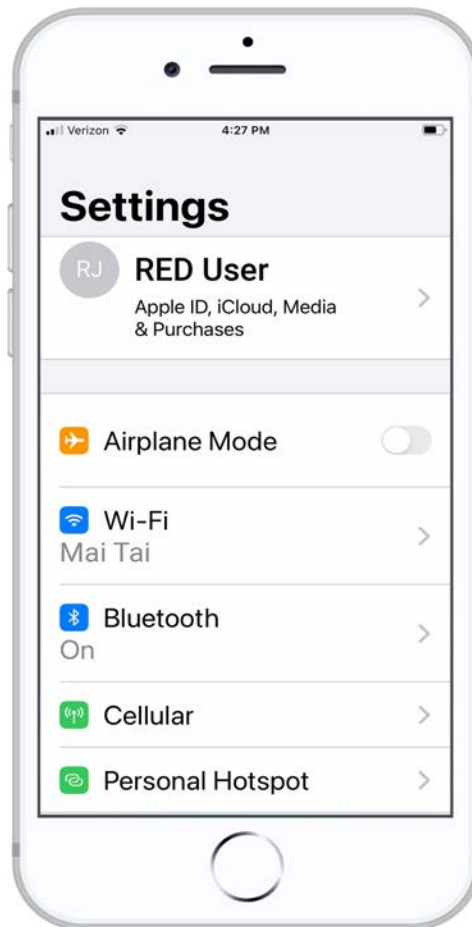 Verizon 4:27 PM
Settings
RJ
RED User
Apple ID, iCloud, Media
& Purchases
Airplane Mode
Wi-Fi
Mai Tai
Bluetooth
On
Cellular
Personal Hotspot